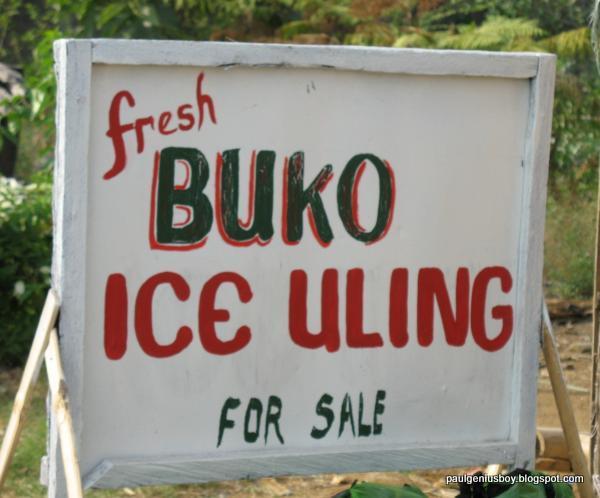 fresh
BUKO
ICE ULING
FOR SALE
paulgeniusboy.blogspot.com